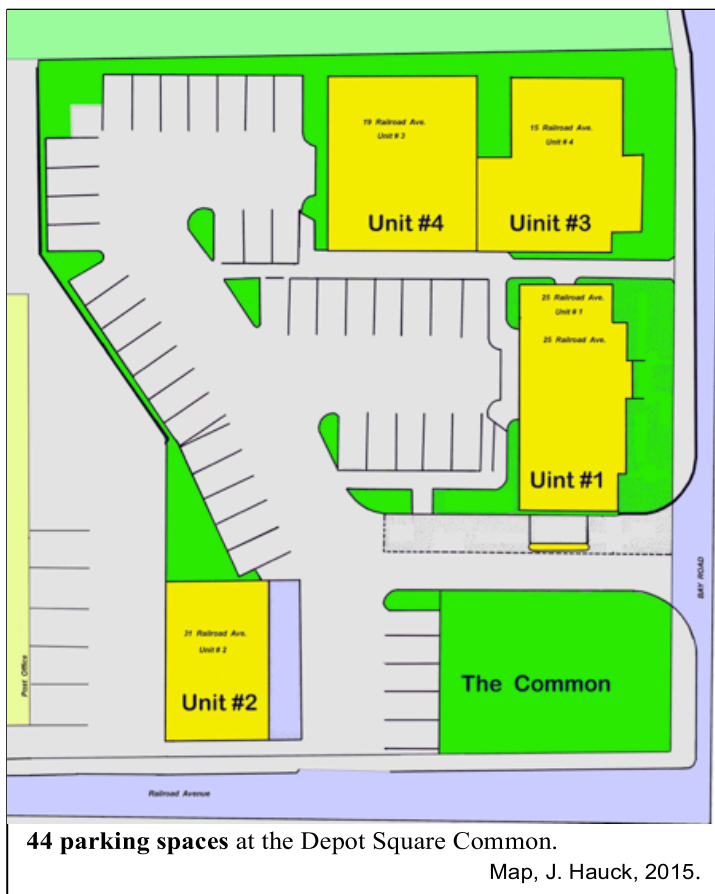 19 Railroad Ave.
Unit # 3
15 Railroad Ave.
Unit # 4
Unit #4
Uinit #3
25 Railroad Ave.
Unit # 1
25 Railroad Ave.
Uint #1
BAY ROAD
31 Railroad Ave.
Unit # 2
Unit #2
Post Office
The Common
Railroad Avenue
44 parking spaces at the Depot Square Common.
Map, J. Hauck, 2015.